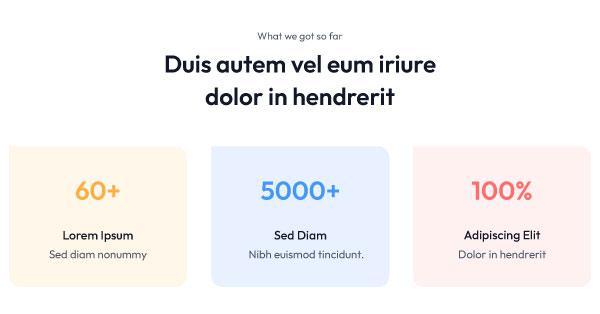 What we got so far
Duis autem vel eum iriure
dolor in hendrerit
60+
Lorem Ipsum
Sed diam nonummy
5000+
Sed Diam
Nibh euismod tincidunt.
100%
Adipiscing Elit
Dolor in hendrerit